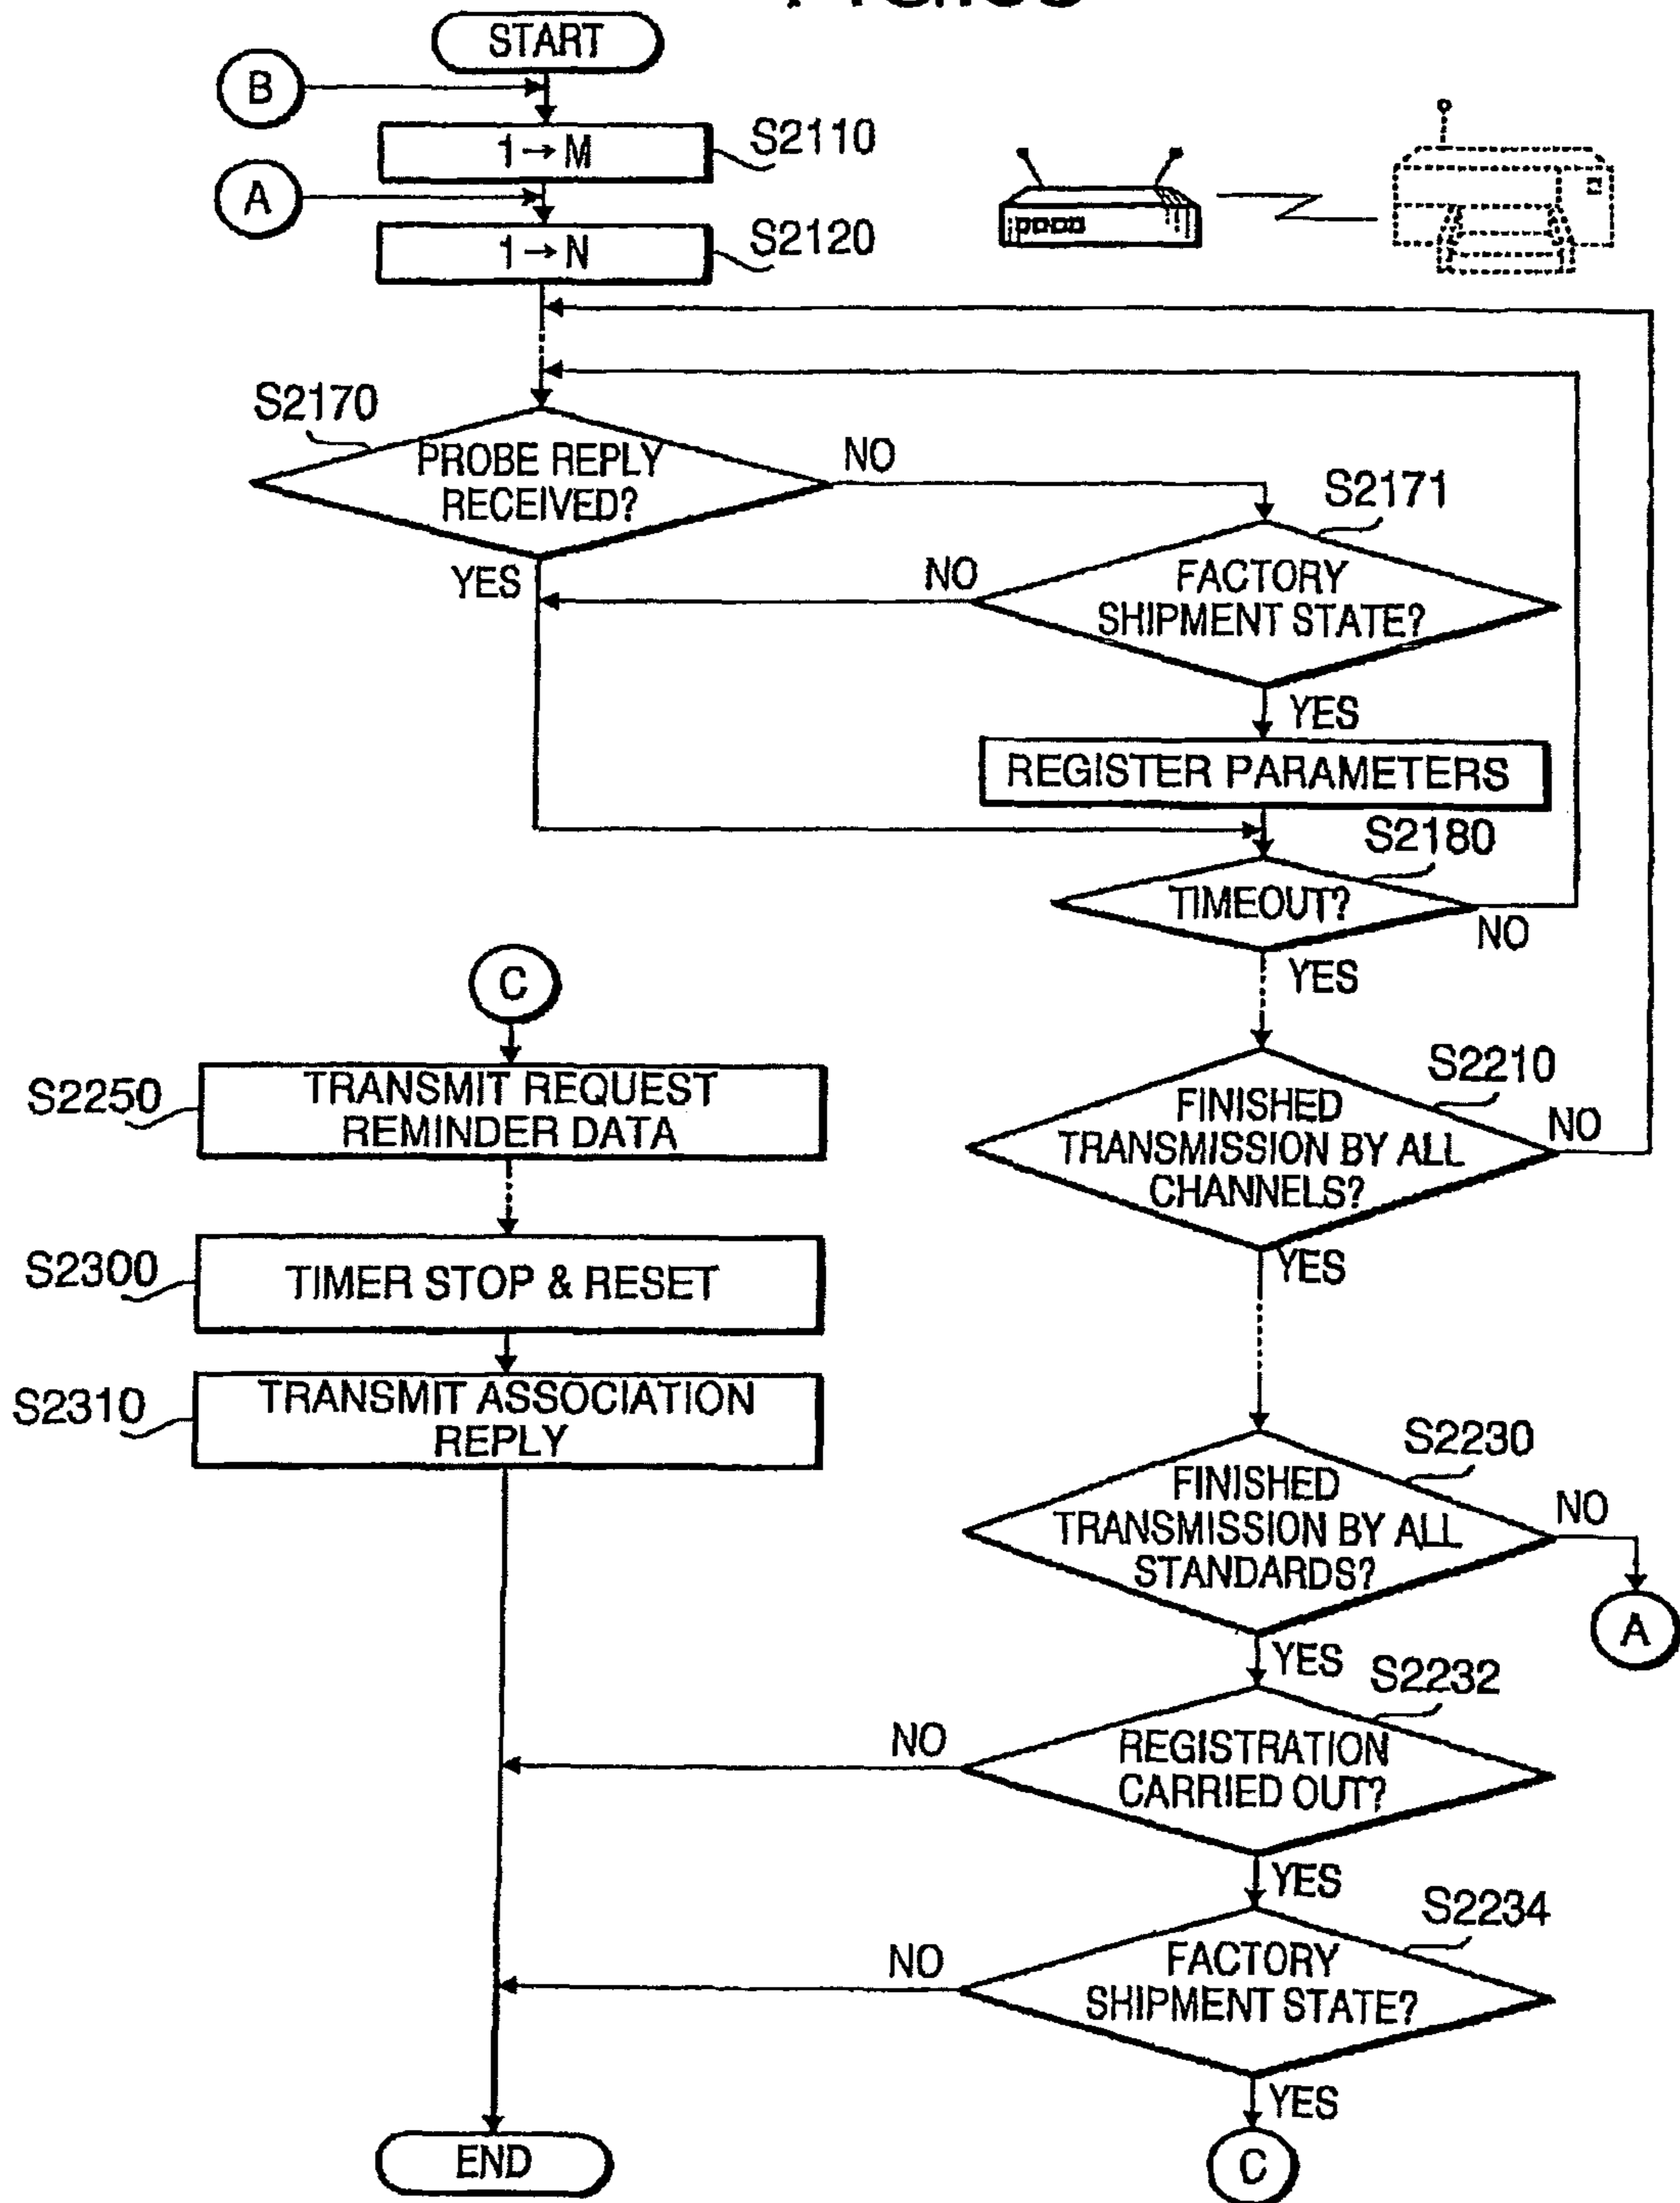 START
B
1→M
S2110
A
1→N
S2120
S2170
PROBE REPLY
RECEIVED?
NO
YES
S2171
FACTORY
SHIPMENT STATE?
NO
YES
REGISTER PARAMETERS
S2180
TIMEOUT?
NO
YES
C
S2250
TRANSMIT REQUEST
REMINDER DATA
S2210
FINISHED
TRANSMISSION BY ALL
CHANNELS?
NO
YES
S2300
TIMER STOP & RESET
S2310
TRANSMIT ASSOCIATION
REPLY
S2230
FINISHED
TRANSMISSION BY ALL
STANDARDS?
NO
A
YES
S2232
REGISTRATION
CARRIED OUT?
NO
YES
S2234
FACTORY
SHIPMENT STATE?
NO
YES
END
C